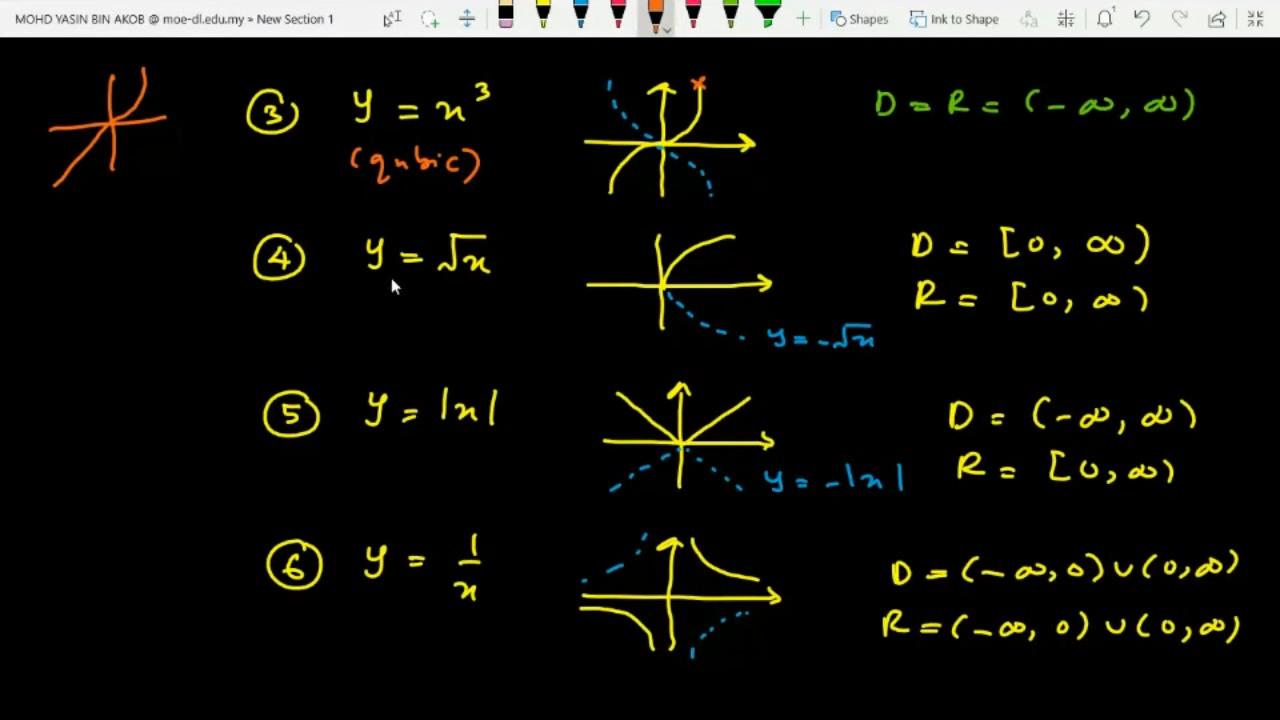 MOHD YASIN BIN AKOB @ moe-dl.edu.my » New Section 1
Shapes
Ink to Shape
③ y = x³
(qubic)
D = R = (-∞, ∞)
④ y = √x
D = [0, ∞)
R = [0, ∞)
y = -√x
⑤ y = |x|
D = (-∞, ∞)
R = [0, ∞)
y = -|x|
⑥ y = 1/x
D = (-∞, 0) ∪ (0, ∞)
R = (-∞, 0) ∪ (0, ∞)